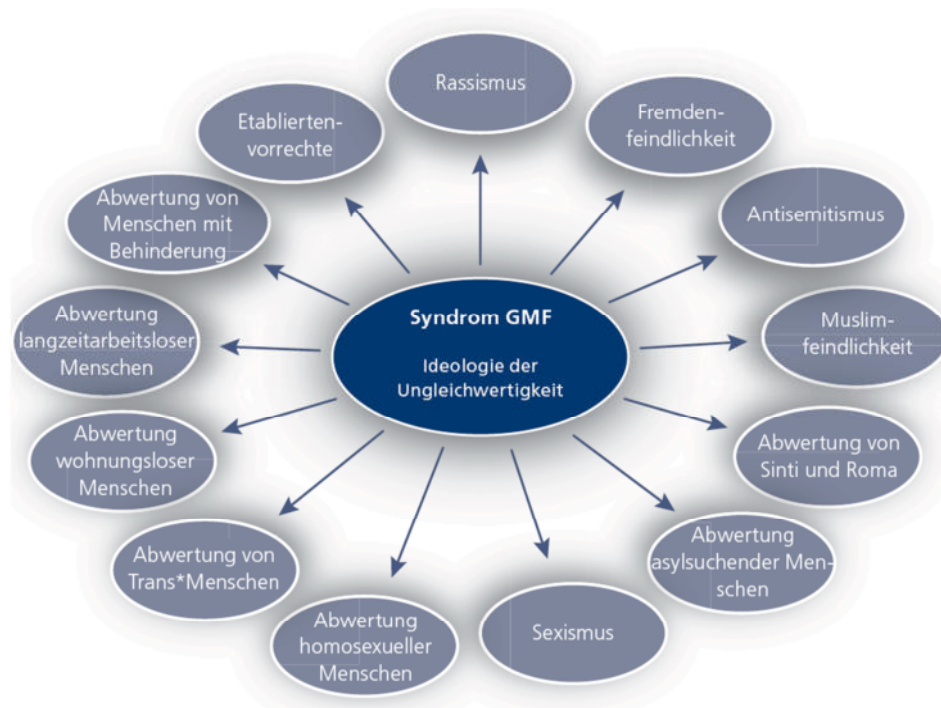 Rassismus
Fremden-
feindlichkeit
Antisemitismus
Muslim-
feindlichkeit
Abwertung von
Sinti und Roma
Abwertung
asylsuchender Men-
schen
Sexismus
Abwertung
homosexueller
Menschen
Abwertung von
Trans*Menschen
Abwertung
wohnungsloser
Menschen
Abwertung
langzeitarbeitsloser
Menschen
Abwertung von
Menschen mit
Behinderung
Etablierten-
vorrechte
Syndrom GMF
Ideologie der
Ungleichwertigkeit